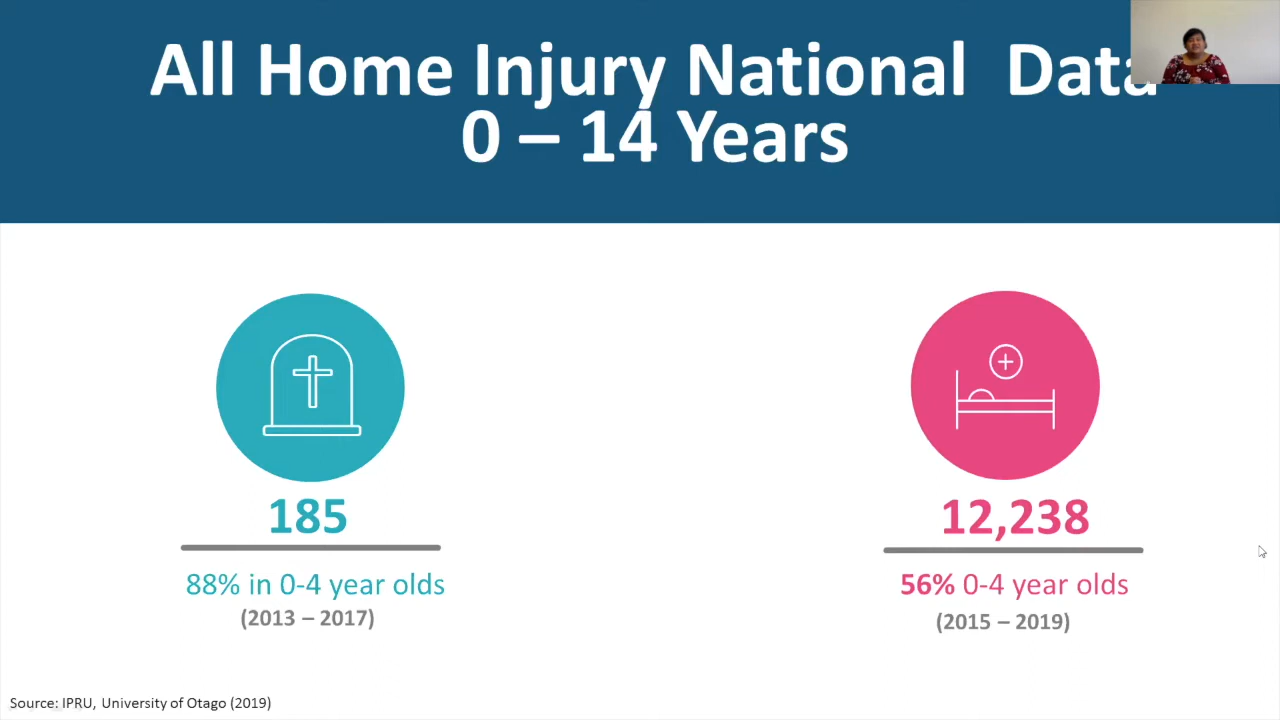 All Home Injury National  Data
0 – 14 Years
185
88% in 0-4 year olds
(2013 – 2017)
12,238
56% 0-4 year olds
(2015 – 2019)
Source: IPRU, University of Otago (2019)